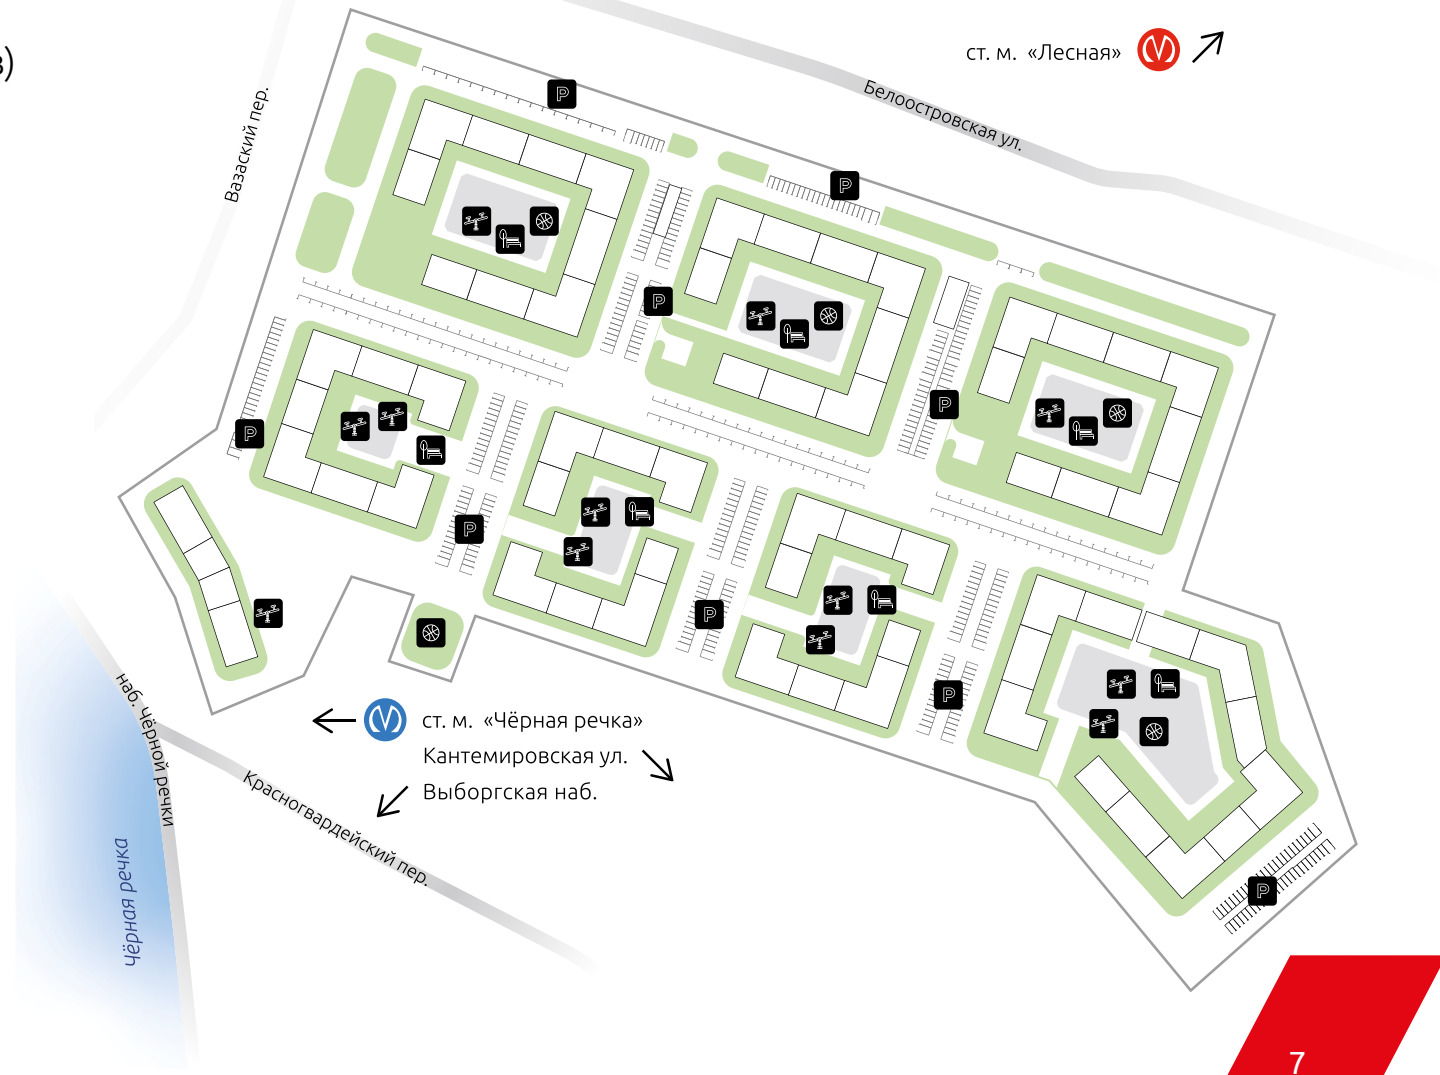 в)
ст. м. «Лесная»
Белоостровская ул.
Вазаский пер.
P
P
P
P
P
P
P
P
P
ст. м. «Чёрная речка»
Кантемировская ул.
Выборгская наб.
наб. Чёрной речки
Красногвардейский пер.
Чёрная речка
7